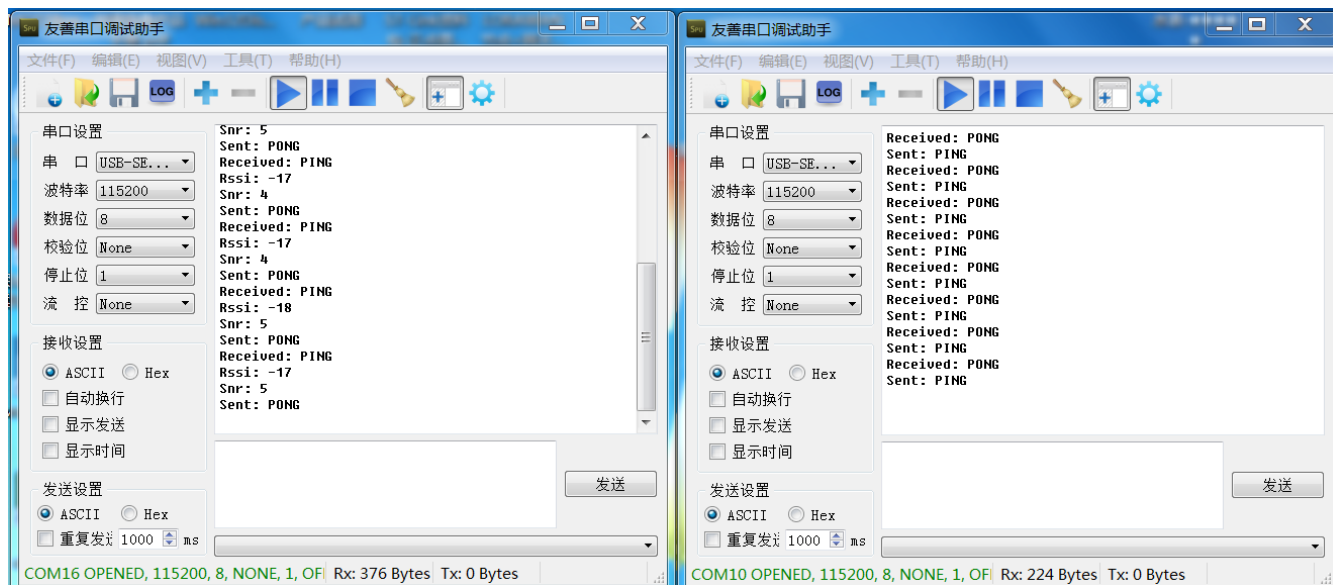 友善串口调试助手
文件(F) 编辑(E) 视图(V) 工具(T) 帮助(H)
LOG
串口设置
串 口 USB-SE...
波特率 115200
数据位 8
校验位 None
停止位 1
流 控 None
接收设置
ASCII Hex
自动换行
显示发送
显示时间
发送设置
ASCII Hex
重复发送 1000 ms
Snr: 5
Sent: PONG
Received: PING
Rssi: -17
Snr: 4
Sent: PONG
Received: PING
Rssi: -17
Snr: 4
Sent: PONG
Received: PING
Rssi: -18
Snr: 5
Sent: PONG
Received: PING
Rssi: -17
Snr: 5
Sent: PONG
发送
COM16 OPENED, 115200, 8, NONE, 1, OF Rx: 376 Bytes Tx: 0 Bytes
友善串口调试助手
文件(F) 编辑(E) 视图(V) 工具(T) 帮助(H)
LOG
串口设置
串 口 USB-SE...
波特率 115200
数据位 8
校验位 None
停止位 1
流 控 None
接收设置
ASCII Hex
自动换行
显示发送
显示时间
发送设置
ASCII Hex
重复发送 1000 ms
Received: PONG
Sent: PING
Received: PONG
Sent: PING
Received: PONG
Sent: PING
Received: PONG
Sent: PING
Received: PONG
Sent: PING
Received: PONG
Sent: PING
Received: PONG
Sent: PING
Received: PONG
Sent: PING
发送
COM10 OPENED, 115200, 8, NONE, 1, OF Rx: 224 Bytes Tx: 0 Bytes